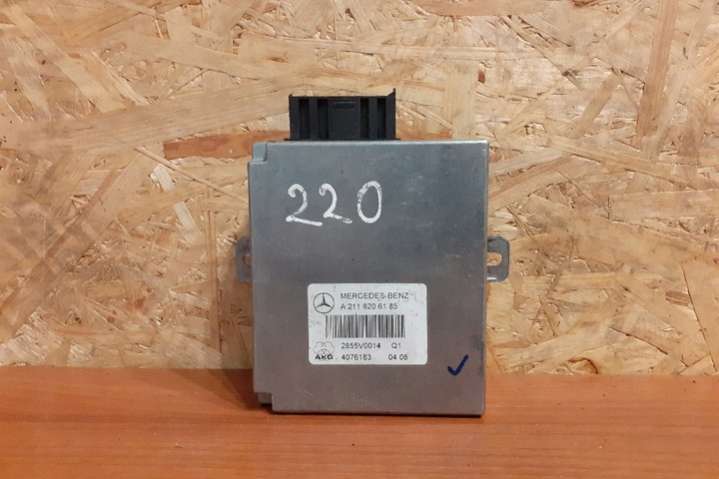 220
MERCEDES-BENZ
A 211 820 61 85
2855V0014 Q1
AKG 4076163 04 06